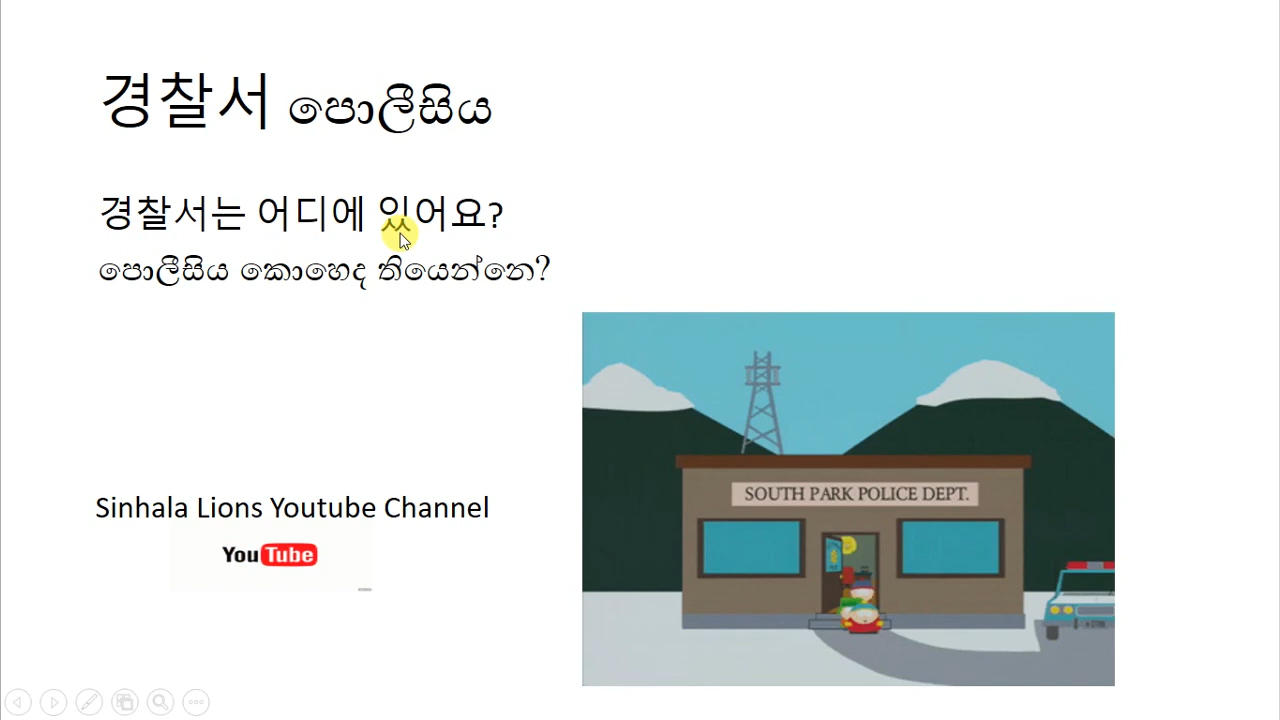 경찰서 පොලීසිය
경찰서는 어디에 있어요?
පොලීසිය කොහෙද තියෙන්නෙ?
SOUTH PARK POLICE DEPT.
Sinhala Lions Youtube Channel
YouTube